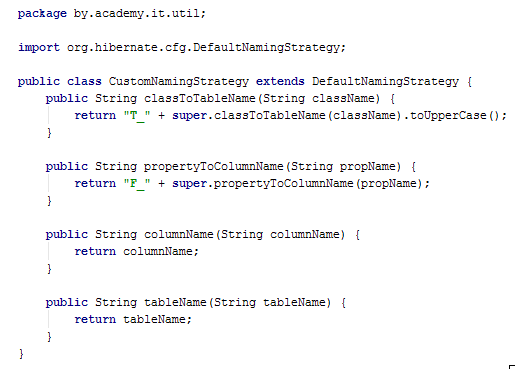 package by.academy.it.util;
import org.hibernate.cfg.DefaultNamingStrategy;
public class CustomNamingStrategy extends DefaultNamingStrategy {
public String classToTableName(String className) {
return "T_" + super.classToTableName(className).toUpperCase();
}
public String propertyToColumnName(String propName) {
return "F_" + super.propertyToColumnName(propName);
}
public String columnName(String columnName) {
return columnName;
}
public String tableName(String tableName) {
return tableName;
}
}